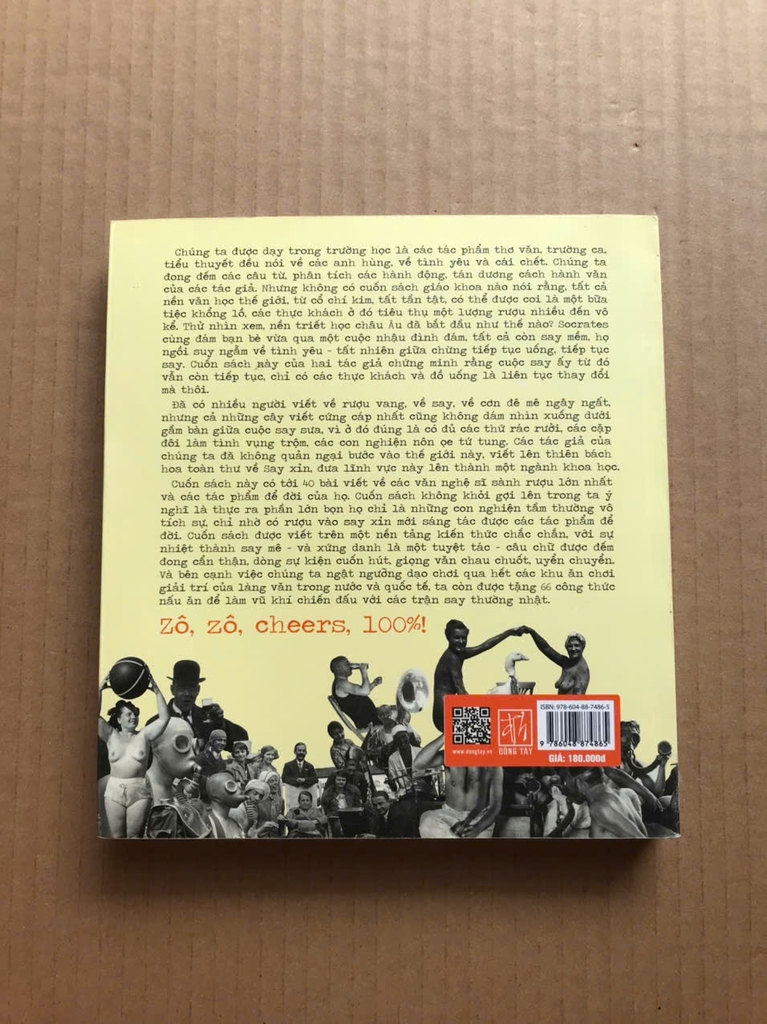 Chúng ta được dạy trong trường học là các tác phẩm thơ văn, trường ca,
tiểu thuyết đều nói về các anh hùng, về tình yêu và cái chết. Chúng ta
đong đếm các câu từ, phân tích các hành động, tán dương cách hành văn
của các tác giả. Nhưng không có cuốn sách giáo khoa nào nói rằng, tất cả
nền văn học thế giới, từ cổ chí kim, tất tần tật, có thể được coi là một bữa
tiệc khổng lồ, các thực khách ở đó tiêu thụ một lượng rượu nhiều đến vô
kể. Thử nhìn xem, nền triết học châu Âu đã bắt đầu như thế nào? Socrates
cùng đám bạn bè vừa qua một cuộc nhậu đình đám, tất cả còn say mềm, họ
ngồi suy ngẫm về tình yêu - tất nhiên giữa chừng tiếp tục uống, tiếp tục
say. Cuốn sách này của hai tác giả chứng minh rằng cuộc say ấy từ đó
vẫn còn tiếp tục, chỉ có các thực khách và đồ uống là liên tục thay đổi
mà thôi.
Đã có nhiều người viết về rượu vang, về say, về cơn đê mê ngây ngất,
nhưng cả những cây viết cứng cáp nhất cũng không dám nhìn xuống dưới
gầm bàn giữa cuộc say sưa, vì ở đó đúng là có đủ các thứ rác rưởi, các cặp
đôi làm tình vụng trộm, các con nghiện nôn ọe tứ tung. Các tác giả của
chúng ta đã không quản ngại bước vào thế giới này, viết lên thiên bách
hoa toàn thư về Say xỉn, đưa lĩnh vực này lên thành một ngành khoa học.
Cuốn sách này có tới 40 bài viết về các văn nghệ sĩ sành rượu lớn nhất
và các tác phẩm để đời của họ. Cuốn sách không khỏi gợi lên trong ta ý
nghĩ là thực ra phần lớn bọn họ chỉ là những con nghiện tầm thường vô
tích sự, chỉ nhờ có rượu vào say xỉn mới sáng tác được các tác phẩm để
đời. Cuốn sách được viết trên một nền tảng kiến thức chắc chắn, với sự
nhiệt thành say mê - và xứng danh là một tuyệt tác - câu chữ được đếm
đong cẩn thận, dòng sự kiện cuốn hút, giọng văn chau chuốt, uyển chuyển.
Và bên cạnh việc chúng ta ngật ngưỡng dạo chơi qua hết các khu ăn chơi
giải trí của làng văn trong nước và quốc tế, ta còn được tặng 66 công thức
nấu ăn để làm vũ khí chiến đấu với các trận say thường nhật.
Zô, zô, cheers, 100%!
ISBN: 978-604-88-7486-5
www.dongtay.vn
ĐÔNG TÂY
9 786048 874865
GIÁ: 180.000đ